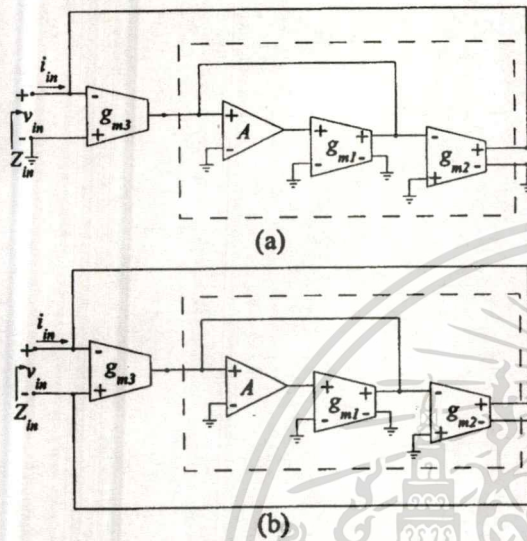 i_in
+
v_in
-
Z_in
-
g_m3
+
+
A
-
+
g_m1
-
+
-
-
g_m2
+
+
-
(a)
i_in
+
v_in
-
Z_in
-
g_m3
+
+
A
-
+
g_m1
-
+
-
-
g_m2
+
+
-
(b)